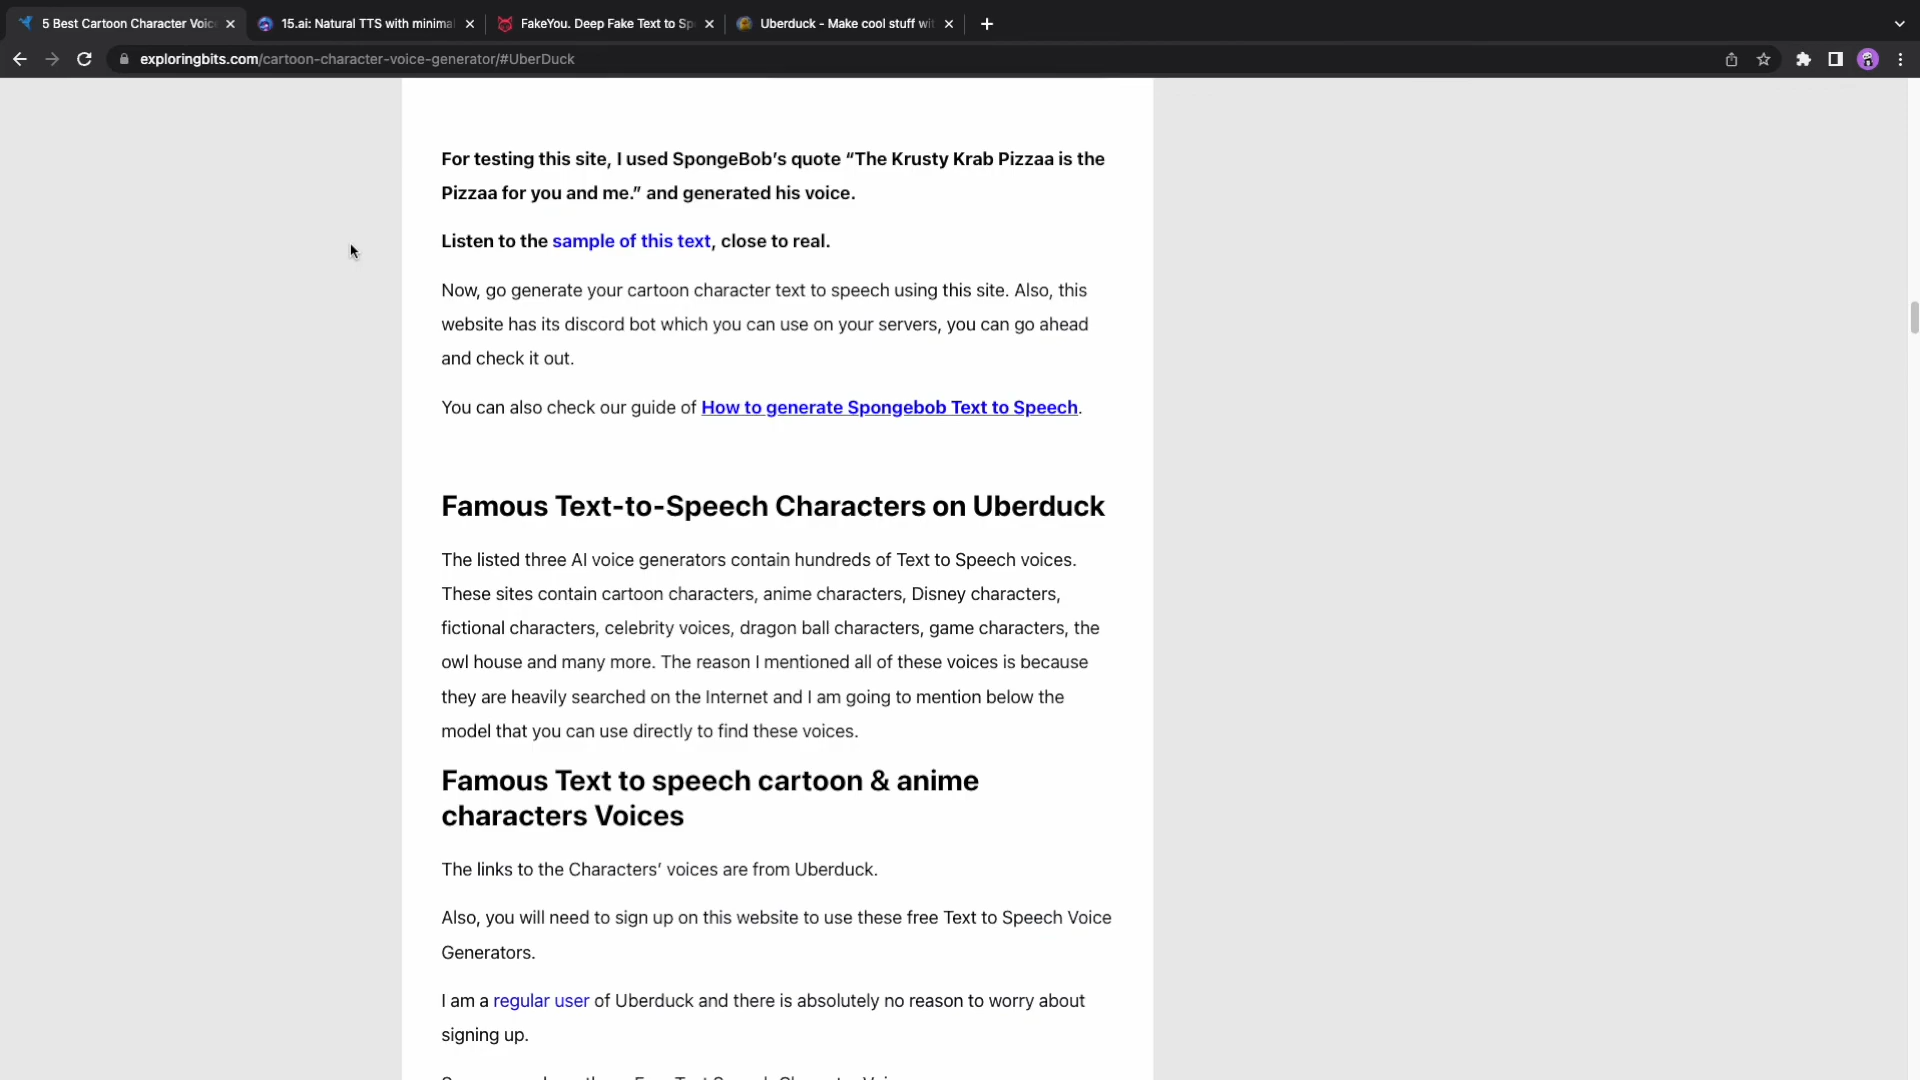 5 Best Cartoon Character Voic
15.ai: Natural TTS with minimal
FakeYou. Deep Fake Text to Sp
Uberduck - Make cool stuff wit
exploringbits.com/cartoon-character-voice-generator/#UberDuck
For testing this site, I used SpongeBob’s quote “The Krusty Krab Pizzaa is the
Pizzaa for you and me.” and generated his voice.
Listen to the sample of this text, close to real.
Now, go generate your cartoon character text to speech using this site. Also, this
website has its discord bot which you can use on your servers, you can go ahead
and check it out.
You can also check our guide of How to generate Spongebob Text to Speech.
Famous Text-to-Speech Characters on Uberduck
The listed three AI voice generators contain hundreds of Text to Speech voices.
These sites contain cartoon characters, anime characters, Disney characters,
fictional characters, celebrity voices, dragon ball characters, game characters, the
owl house and many more. The reason I mentioned all of these voices is because
they are heavily searched on the Internet and I am going to mention below the
model that you can use directly to find these voices.
Famous Text to speech cartoon & anime
characters Voices
The links to the Characters’ voices are from Uberduck.
Also, you will need to sign up on this website to use these free Text to Speech Voice
Generators.
I am a regular user of Uberduck and there is absolutely no reason to worry about
signing up.